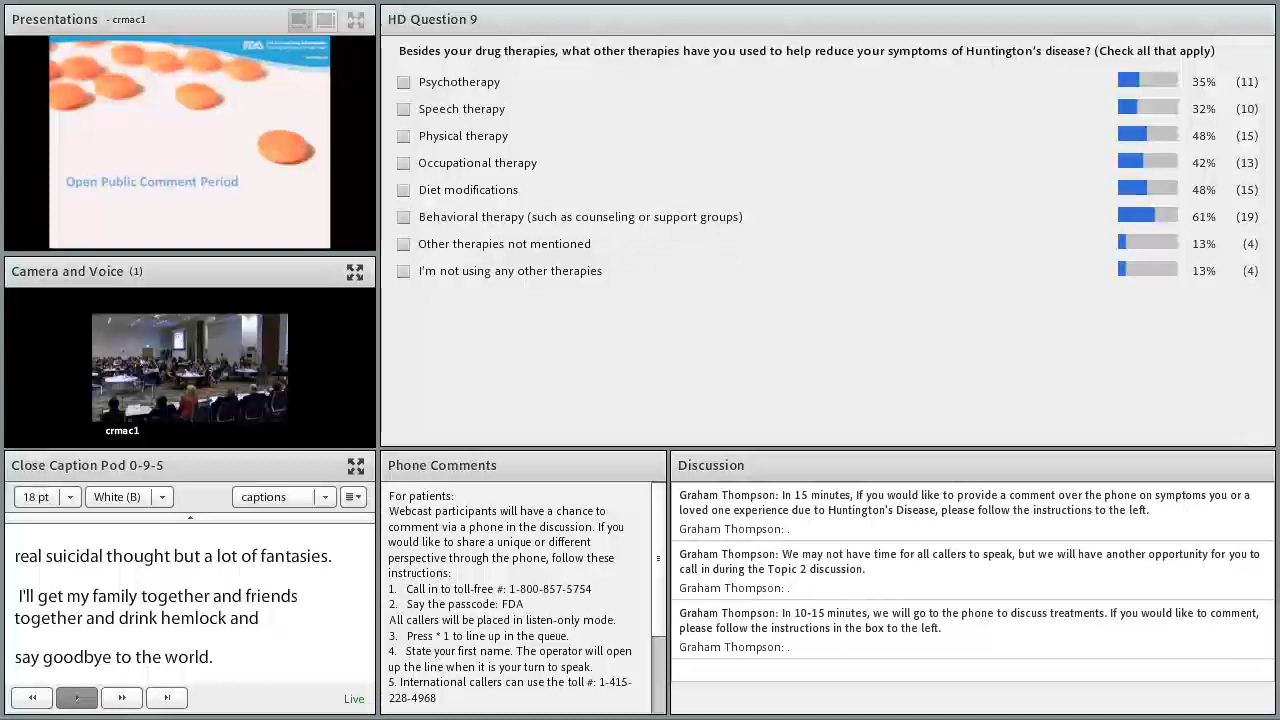 Presentations - crmac1
FDA
Open Public Comment Period
Camera and Voice (1)
crmac1
Close Caption Pod 0-9-5
18 pt
White (B)
captions
real suicidal thought but a lot of fantasies.
I'll get my family together and friends
together and drink hemlock and
say goodbye to the world.
Live
HD Question 9
Besides your drug therapies, what other therapies have you used to help reduce your symptoms of Huntington's disease? (Check all that apply)
Psychotherapy 35% (11)
Speech therapy 32% (10)
Physical therapy 48% (15)
Occupational therapy 42% (13)
Diet modifications 48% (15)
Behavioral therapy (such as counseling or support groups) 61% (19)
Other therapies not mentioned 13% (4)
I'm not using any other therapies 13% (4)
Phone Comments
For patients:
Webcast participants will have a chance to
comment via a phone in the discussion. If you
would like to share a unique or different
perspective through the phone, follow these
instructions:
1. Call in to toll-free #: 1-800-857-5754
2. Say the passcode: FDA
All callers will be placed in listen-only mode.
3. Press * 1 to line up in the queue.
4. State your first name. The operator will open
up the line when it is your turn to speak.
5. International callers can use the toll #: 1-415-
228-4968
Discussion
Graham Thompson: In 15 minutes, If you would like to provide a comment over the phone on symptoms you or a
loved one experience due to Huntington's Disease, please follow the instructions to the left.
Graham Thompson: .
Graham Thompson: We may not have time for all callers to speak, but we will have another opportunity for you to
call in during the Topic 2 discussion.
Graham Thompson: .
Graham Thompson: In 10-15 minutes, we will go to the phone to discuss treatments. If you would like to comment,
please follow the instructions in the box to the left.
Graham Thompson: .